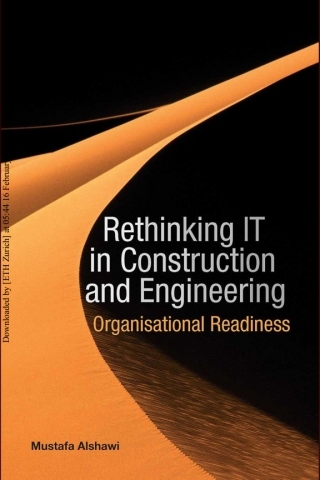 Rethinking IT
in Construction
and Engineering
Organisational Readiness
Mustafa Alshawi
Downloaded by [ETH Zurich] at 05:44 16 February